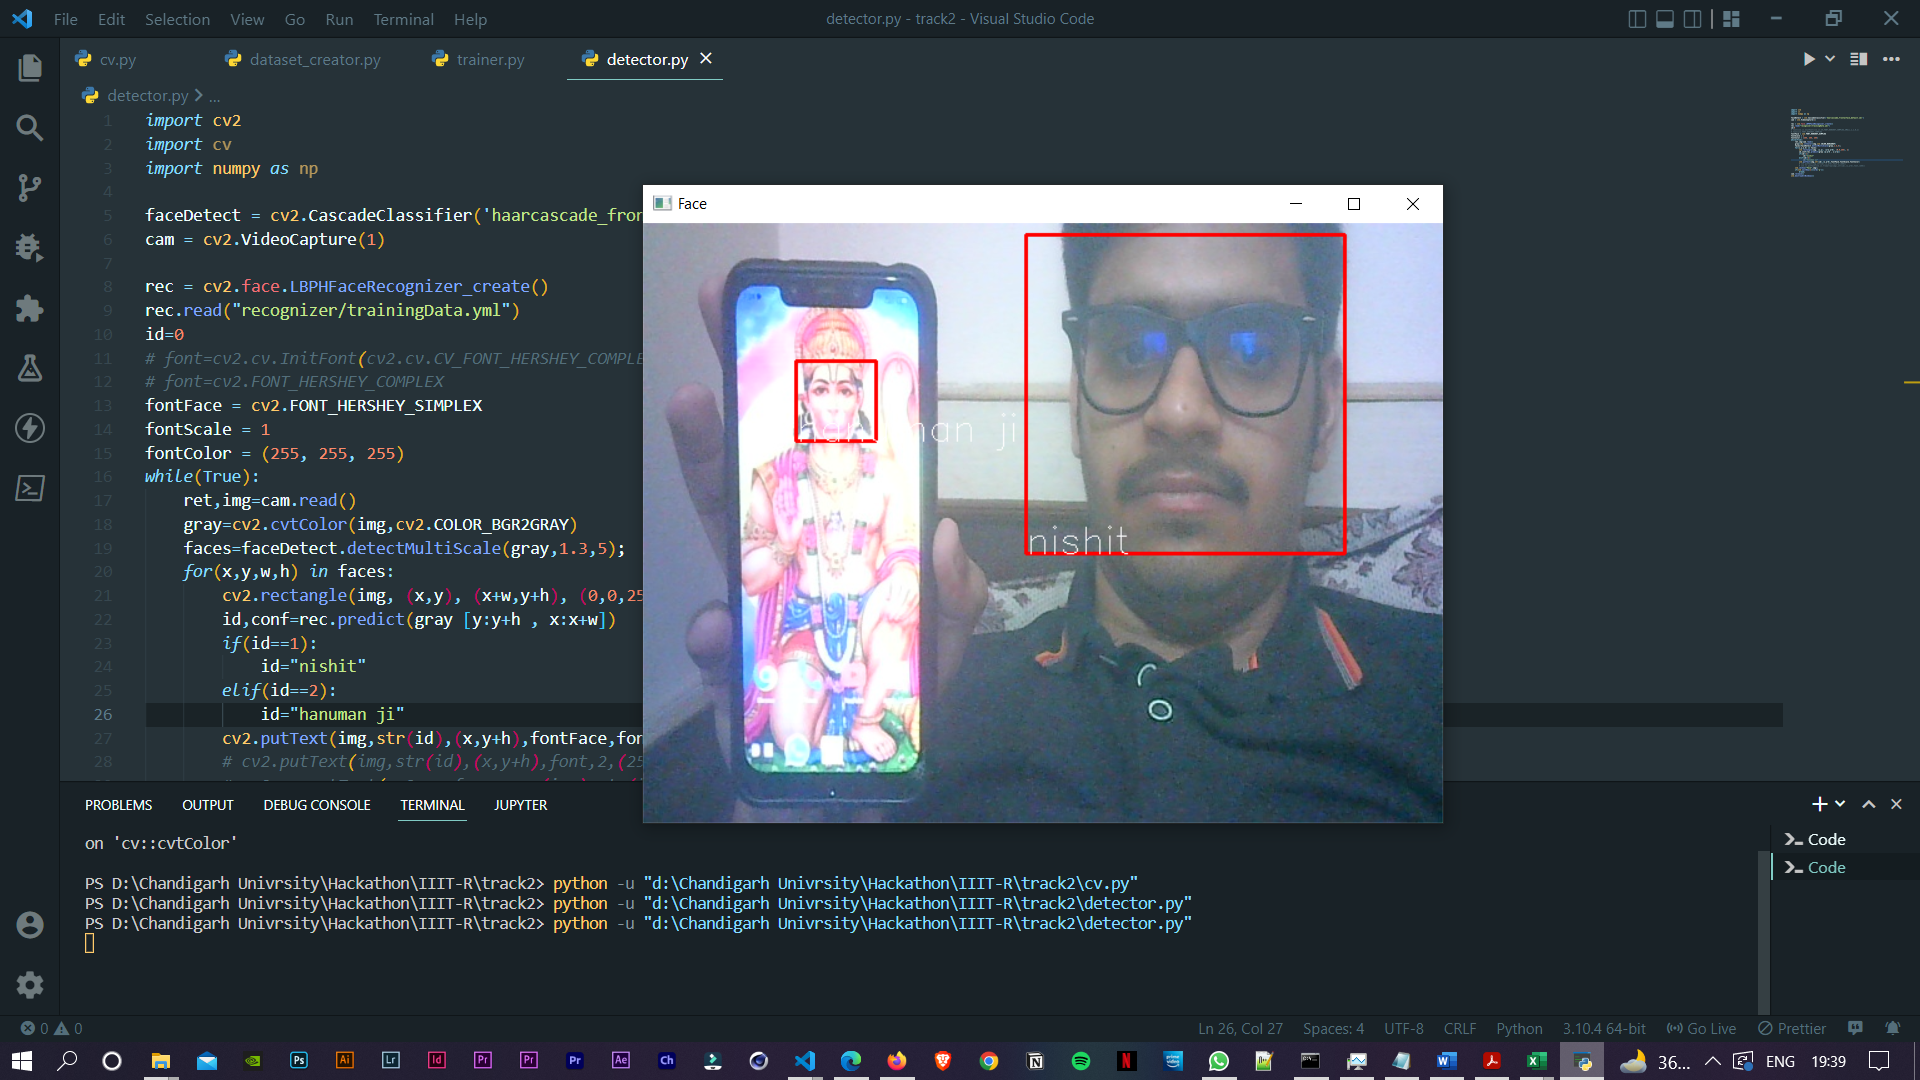 File Edit Selection View Go Run Terminal Help
detector.py - track2 - Visual Studio Code
cv.py dataset_creator.py trainer.py detector.py
detector.py > ...
1 import cv2
2 import cv
3 import numpy as np
4
5 faceDetect = cv2.CascadeClassifier('haarcascade_fron
6 cam = cv2.VideoCapture(1)
7
8 rec = cv2.face.LBPHFaceRecognizer_create()
9 rec.read("recognizer/trainingData.yml")
10 id=0
11 # font=cv2.cv.InitFont(cv2.cv.CV_FONT_HERSHEY_COMPLE
12 # font=cv2.FONT_HERSHEY_COMPLEX
13 fontFace = cv2.FONT_HERSHEY_SIMPLEX
14 fontScale = 1
15 fontColor = (255, 255, 255)
16 while(True):
17 ret,img=cam.read()
18 gray=cv2.cvtColor(img,cv2.COLOR_BGR2GRAY)
19 faces=faceDetect.detectMultiScale(gray,1.3,5);
20 for(x,y,w,h) in faces:
21 cv2.rectangle(img, (x,y), (x+w,y+h), (0,0,25
22 id,conf=rec.predict(gray [y:y+h , x:x+w])
23 if(id==1):
24 id="nishit"
25 elif(id==2):
26 id="hanuman ji"
27 cv2.putText(img,str(id),(x,y+h),fontFace,fon
28 # cv2.putText(img,str(id),(x,y+h),font,2,(25
Face
hanuman ji
nishit
PROBLEMS OUTPUT DEBUG CONSOLE TERMINAL JUPYTER
on 'cv::cvtColor'
PS D:\Chandigarh Univrsity\Hackathon\IIIT-R\track2> python -u "d:\Chandigarh Univrsity\Hackathon\IIIT-R\track2\cv.py"
PS D:\Chandigarh Univrsity\Hackathon\IIIT-R\track2> python -u "d:\Chandigarh Univrsity\Hackathon\IIIT-R\track2\detector.py"
PS D:\Chandigarh Univrsity\Hackathon\IIIT-R\track2> python -u "d:\Chandigarh Univrsity\Hackathon\IIIT-R\track2\detector.py"
Code
Code
0 0
Ln 26, Col 27 Spaces: 4 UTF-8 CRLF Python 3.10.4 64-bit Go Live Prettier
Ps Ai Lr Id Pr Pr Pr Ae Ch
36... ENG 19:39